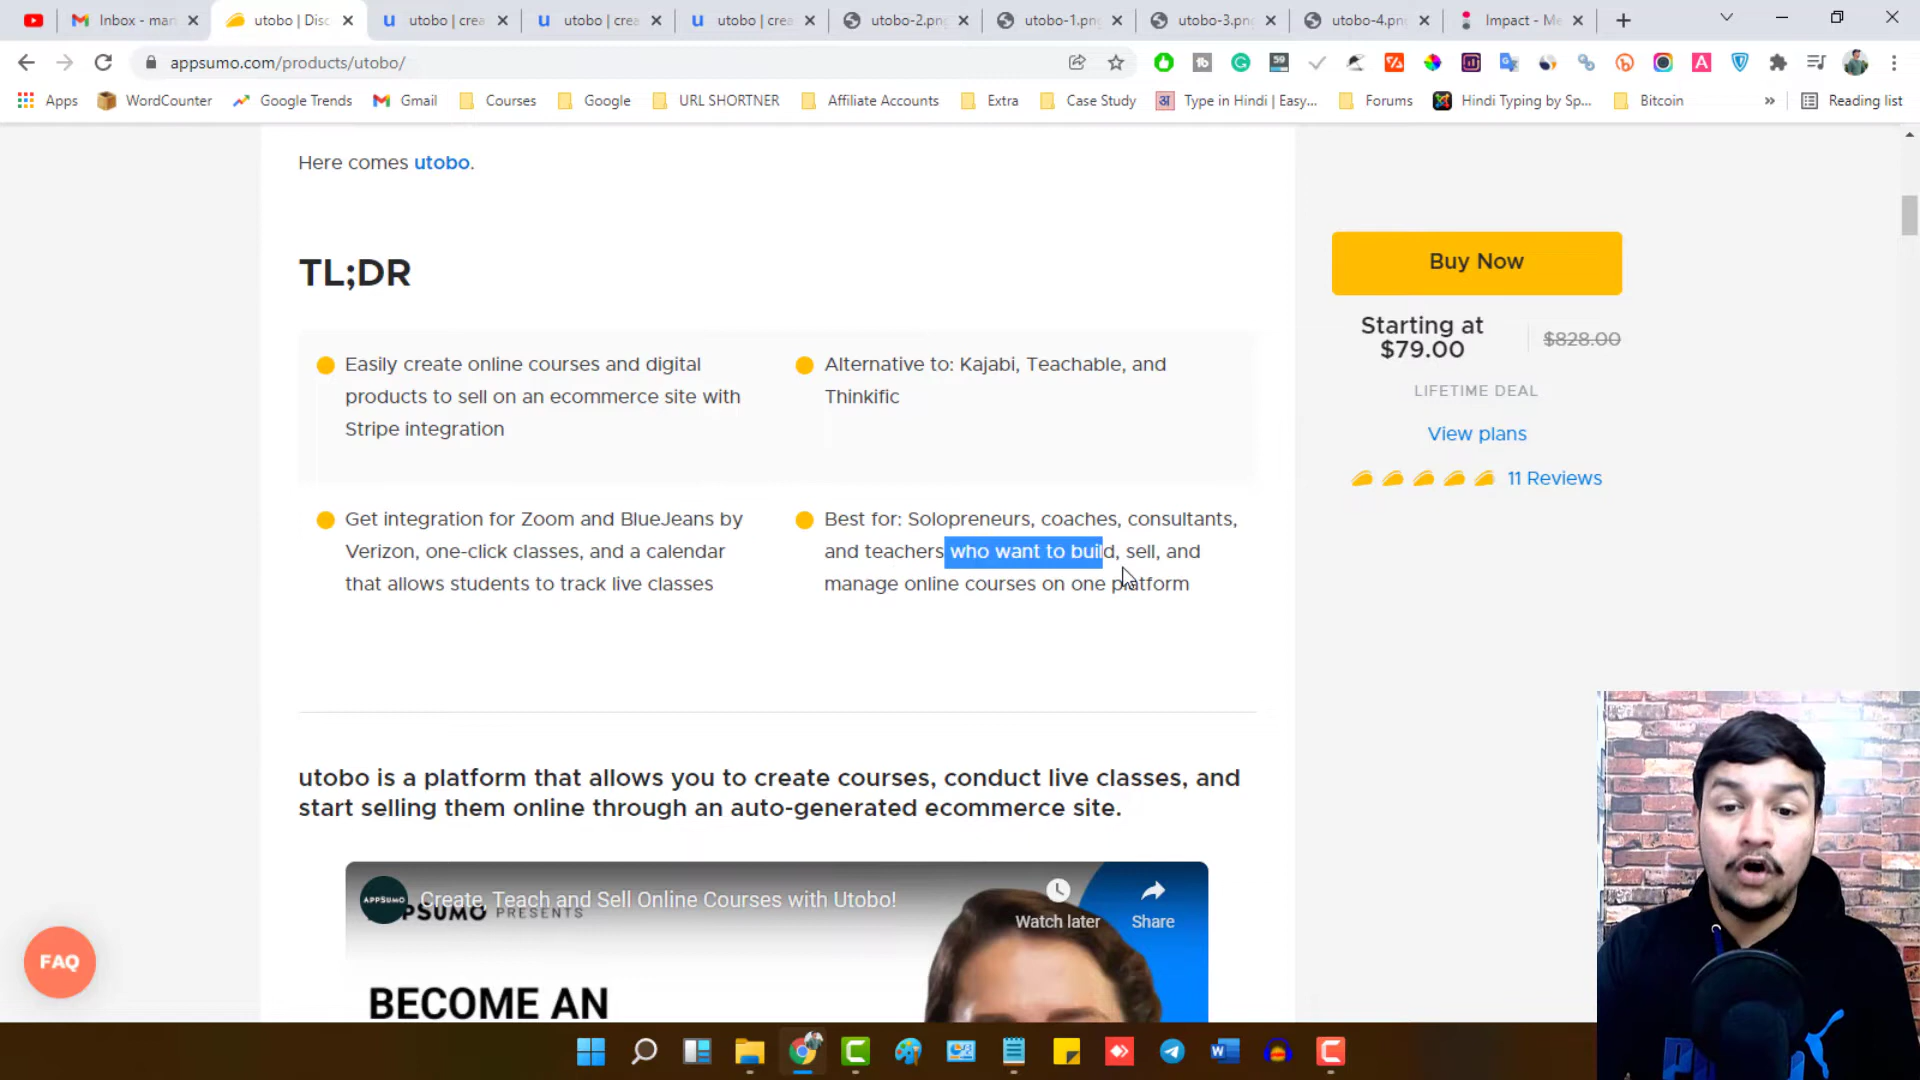 Inbox - mar
utobo | Disc
utobo | crea
utobo | crea
utobo | crea
utobo-2.png
utobo-1.png
utobo-3.png
utobo-4.png
Impact - Me
appsumo.com/products/utobo/
59
Apps
WordCounter
Google Trends
Gmail
Courses
Google
URL SHORTNER
Affiliate Accounts
Extra
Case Study
Type in Hindi | Easy...
Forums
Hindi Typing by Sp...
Bitcoin
»
Reading list
Here comes utobo.
TL;DR
Easily create online courses and digital
products to sell on an ecommerce site with
Stripe integration
Alternative to: Kajabi, Teachable, and
Thinkific
Get integration for Zoom and BlueJeans by
Verizon, one-click classes, and a calendar
that allows students to track live classes
Best for: Solopreneurs, coaches, consultants,
and teachers who want to build, sell, and
manage online courses on one platform
Buy Now
Starting at
$79.00
$828.00
LIFETIME DEAL
View plans
11 Reviews
utobo is a platform that allows you to create courses, conduct live classes, and
start selling them online through an auto-generated ecommerce site.
APPSUMO
Create, Teach and Sell Online Courses with Utobo!
PRESENTS
Watch later
Share
BECOME AN
FAQ